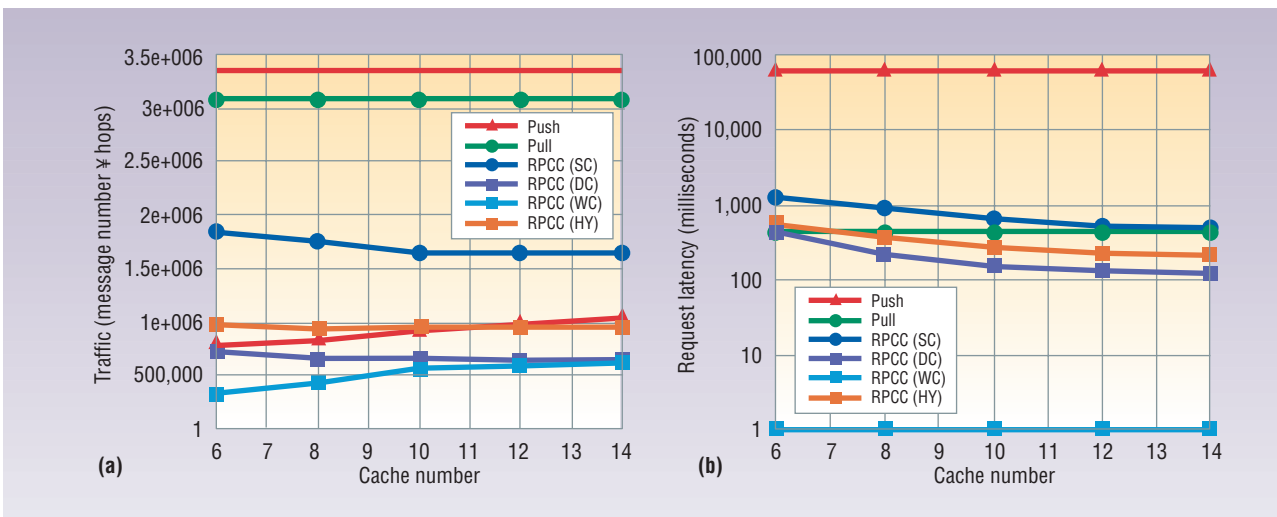 3.5e+006
3e+006
2.5e+006
2e+006
1.5e+006
1e+006
500,000
1
Traffic (message number ¥ hops)
Push
Pull
RPCC (SC)
RPCC (DC)
RPCC (WC)
RPCC (HY)
6 7 8 9 10 11 12 13 14
Cache number
(a)
100,000
10,000
1,000
100
10
1
Request latency (milliseconds)
Push
Pull
RPCC (SC)
RPCC (DC)
RPCC (WC)
RPCC (HY)
6 7 8 9 10 11 12 13 14
Cache number
(b)